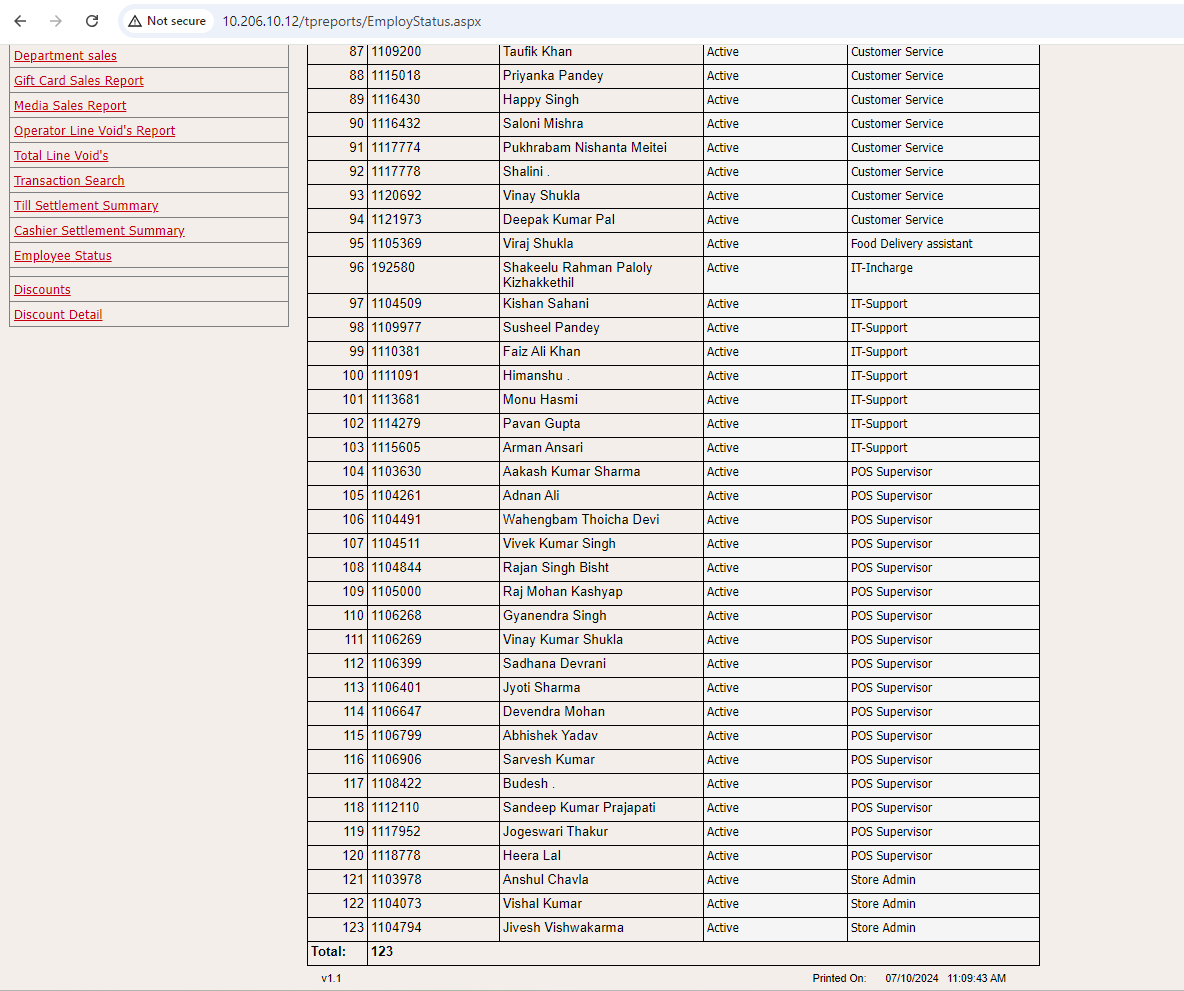 Not secure 10.206.10.12/tpreports/EmployStatus.aspx
Department sales
Gift Card Sales Report
Media Sales Report
Operator Line Void's Report
Total Line Void's
Transaction Search
Till Settlement Summary
Cashier Settlement Summary
Employee Status
Discounts
Discount Detail
87 1109200 Taufik Khan Active Customer Service
88 1115018 Priyanka Pandey Active Customer Service
89 1116430 Happy Singh Active Customer Service
90 1116432 Saloni Mishra Active Customer Service
91 1117774 Pukhrabam Nishanta Meitei Active Customer Service
92 1117778 Shalini . Active Customer Service
93 1120692 Vinay Shukla Active Customer Service
94 1121973 Deepak Kumar Pal Active Customer Service
95 1105369 Viraj Shukla Active Food Delivery assistant
96 192580 Shakeelu Rahman Paloly Active IT-Incharge
Kizhakkethil
97 1104509 Kishan Sahani Active IT-Support
98 1109977 Susheel Pandey Active IT-Support
99 1110381 Faiz Ali Khan Active IT-Support
100 1111091 Himanshu . Active IT-Support
101 1113681 Monu Hasmi Active IT-Support
102 1114279 Pavan Gupta Active IT-Support
103 1115605 Arman Ansari Active IT-Support
104 1103630 Aakash Kumar Sharma Active POS Supervisor
105 1104261 Adnan Ali Active POS Supervisor
106 1104491 Wahengbam Thoicha Devi Active POS Supervisor
107 1104511 Vivek Kumar Singh Active POS Supervisor
108 1104844 Rajan Singh Bisht Active POS Supervisor
109 1105000 Raj Mohan Kashyap Active POS Supervisor
110 1106268 Gyanendra Singh Active POS Supervisor
111 1106269 Vinay Kumar Shukla Active POS Supervisor
112 1106399 Sadhana Devrani Active POS Supervisor
113 1106401 Jyoti Sharma Active POS Supervisor
114 1106647 Devendra Mohan Active POS Supervisor
115 1106799 Abhishek Yadav Active POS Supervisor
116 1106906 Sarvesh Kumar Active POS Supervisor
117 1108422 Budesh . Active POS Supervisor
118 1112110 Sandeep Kumar Prajapati Active POS Supervisor
119 1117952 Jogeswari Thakur Active POS Supervisor
120 1118778 Heera Lal Active POS Supervisor
121 1103978 Anshul Chavla Active Store Admin
122 1104073 Vishal Kumar Active Store Admin
123 1104794 Jivesh Vishwakarma Active Store Admin
Total: 123
v1.1 Printed On: 07/10/2024 11:09:43 AM